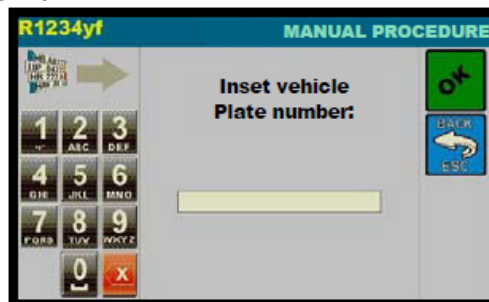 R1234yf
MANUAL PROCEDURE
Inset vehicle
Plate number:
OK
BACK
ESC
1
2 ABC
3 DEF
4 GHI
5 JKL
6 MNO
7 PQRS
8 TUV
9 WXYZ
0
X